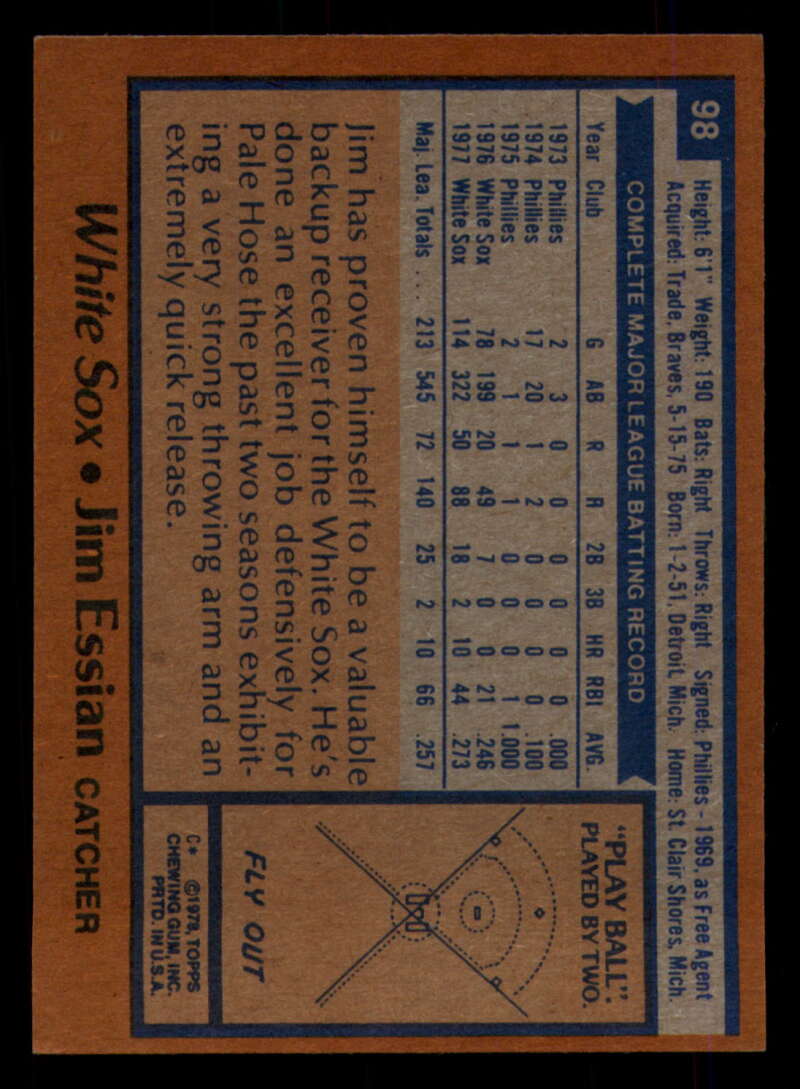 98
Height: 6'1" Weight: 190 Bats: Right Throws: Right Signed: Phillies - 1969, as Free Agent
Acquired: Trade, Braves, 5-15-75 Born: 1-2-51, Detroit, Mich. Home: St. Clair Shores, Mich.
COMPLETE MAJOR LEAGUE BATTING RECORD
Year Club G AB R R 2B 3B HR RBI AVG.
1973 Phillies 2 3 0 0 0 0 0 0 .000
1974 Phillies 17 20 1 2 0 0 0 0 .100
1975 Phillies 2 1 1 1 0 0 0 1 1.000
1976 White Sox 78 199 20 49 7 0 0 21 .246
1977 White Sox 114 322 50 88 18 2 10 44 .273
Maj. Lea. Totals ... 213 545 72 140 25 2 10 66 .257
Jim has proven himself to be a valuable
backup receiver for the White Sox. He's
done an excellent job defensively for
Pale Hose the past two seasons exhibit-
ing a very strong throwing arm and an
extremely quick release.
"PLAY BALL":
PLAYED BY TWO.
FLY OUT
C* ©1978, TOPPS
CHEWING GUM, INC.
PRTD. IN U.S.A.
White Sox • Jim Essian CATCHER